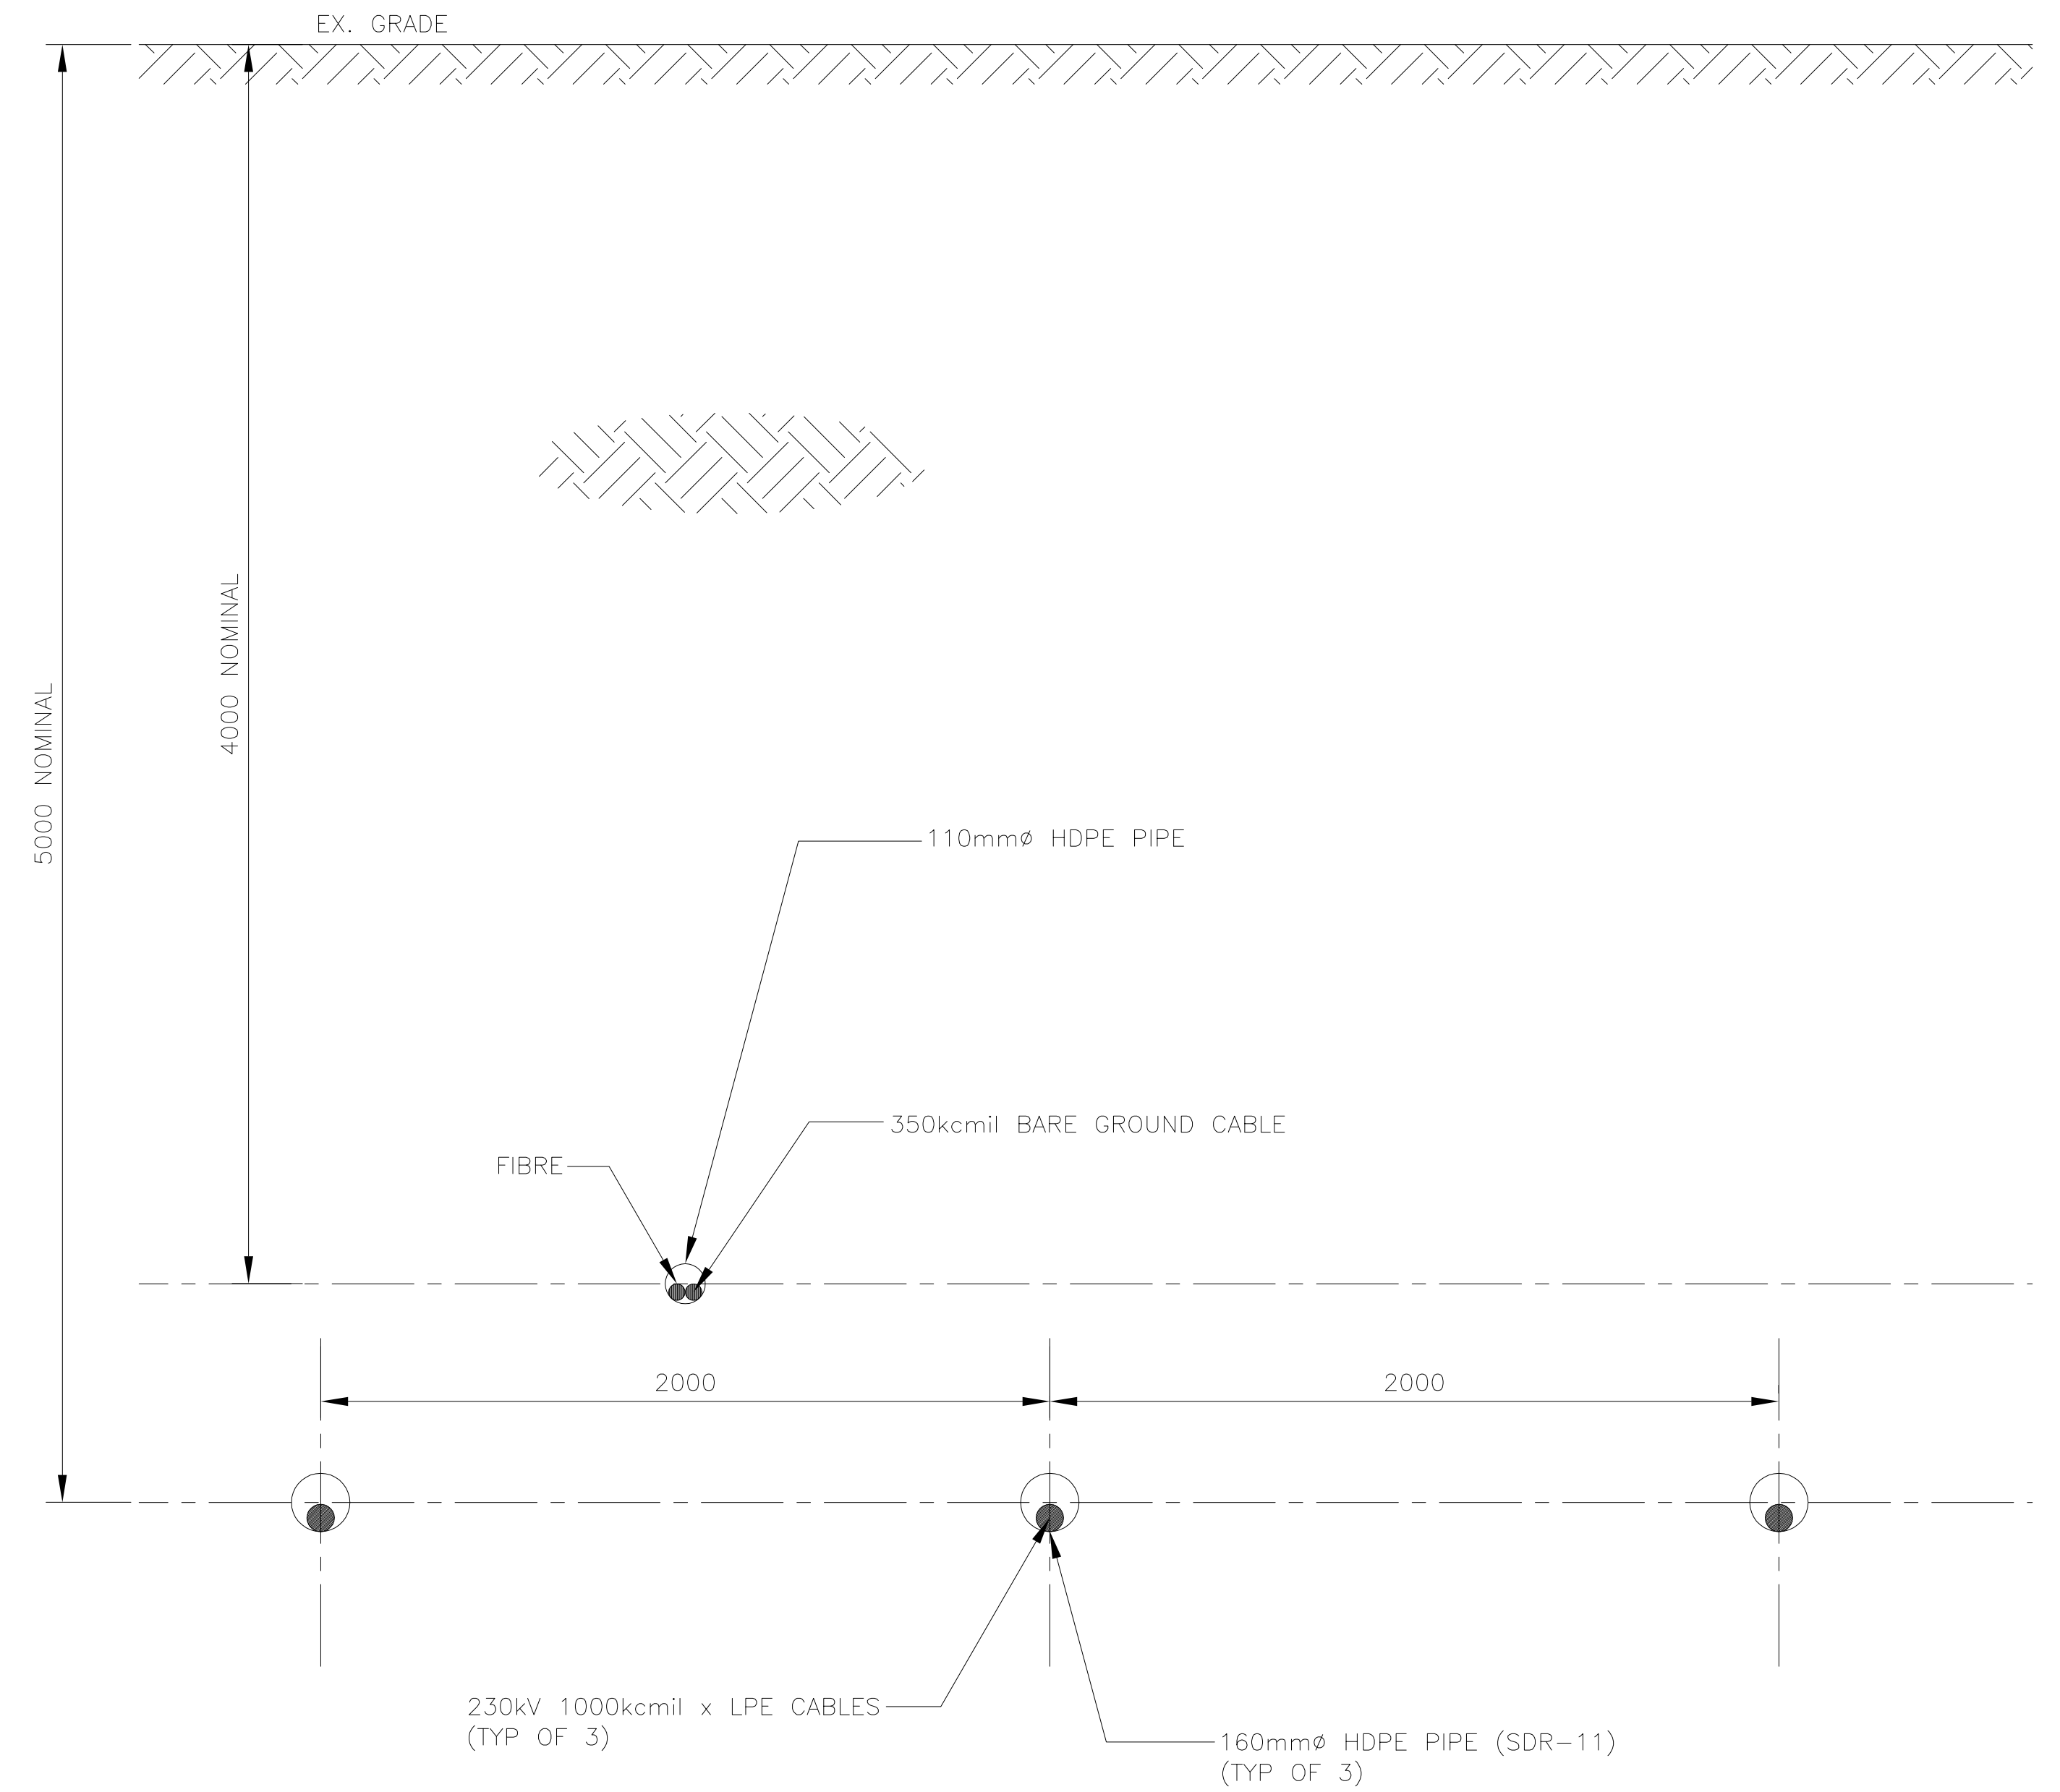 EX. GRADE
5000 NOMINAL
4000 NOMINAL
110mmø HDPE PIPE
350kcmil BARE GROUND CABLE
FIBRE
2000
2000
230kV 1000kcmil x LPE CABLES
(TYP OF 3)
160mmø HDPE PIPE (SDR-11)
(TYP OF 3)